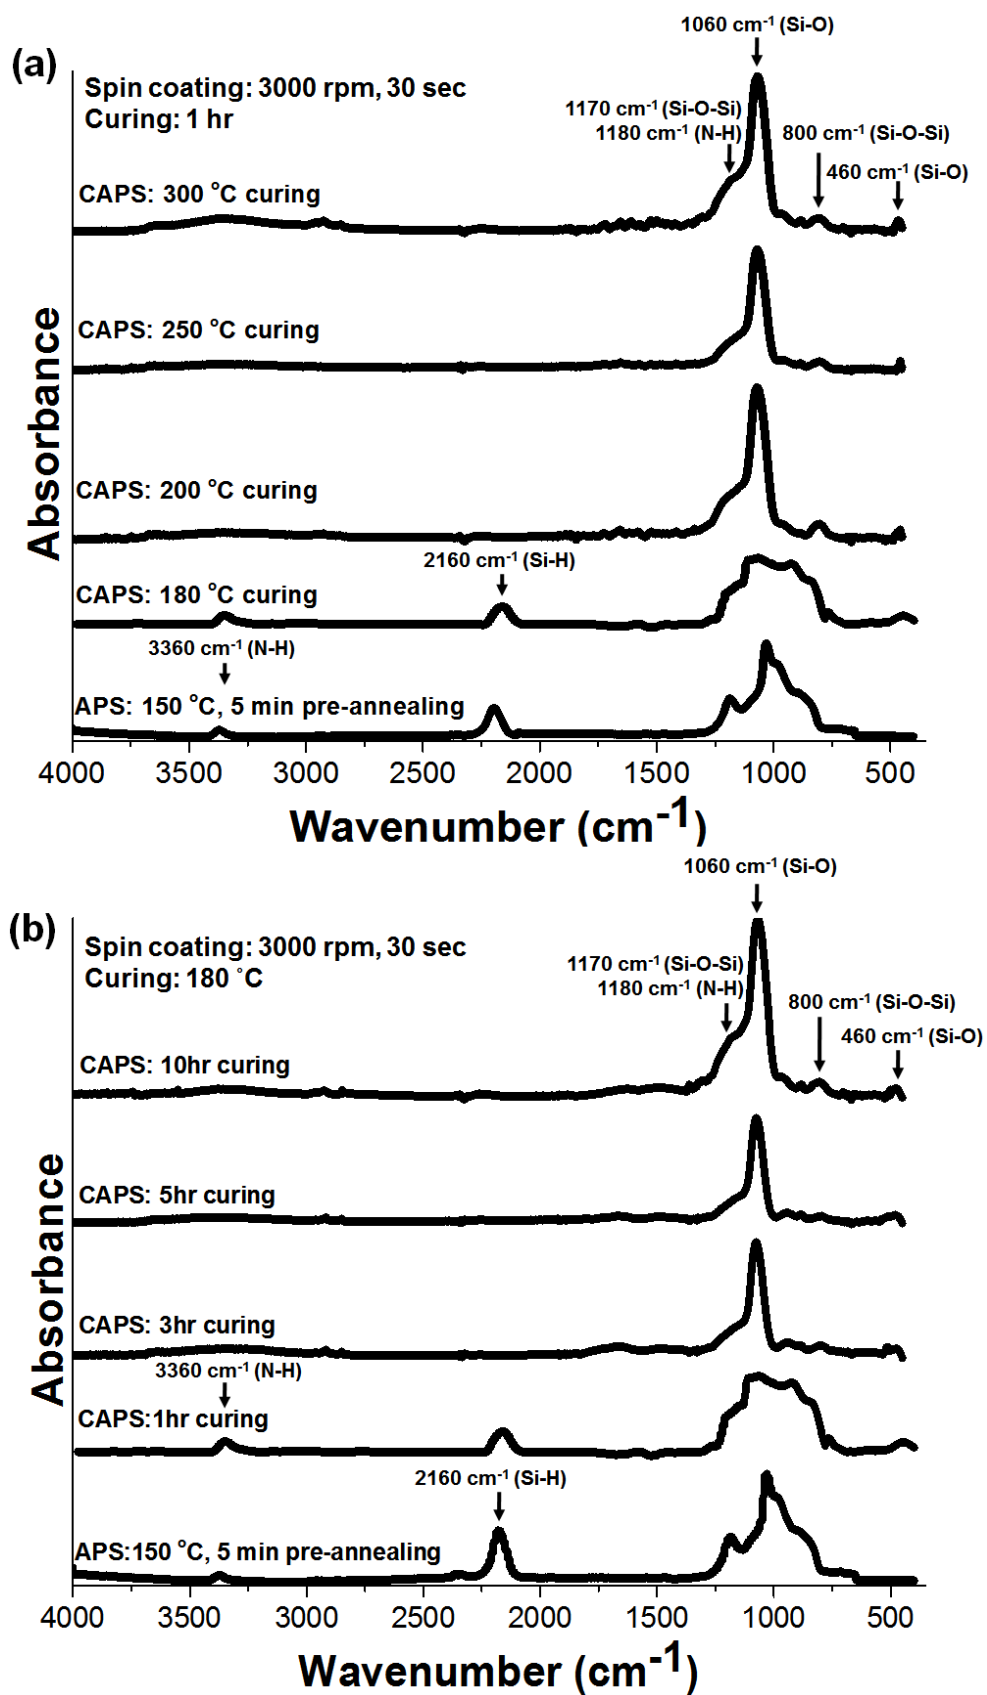 (a)
1060 cm⁻¹ (Si-O)
Spin coating: 3000 rpm, 30 sec
Curing: 1 hr
1170 cm⁻¹ (Si-O-Si)
1180 cm⁻¹ (N-H)
800 cm⁻¹ (Si-O-Si)
460 cm⁻¹ (Si-O)
CAPS: 300 °C curing
CAPS: 250 °C curing
CAPS: 200 °C curing
2160 cm⁻¹ (Si-H)
CAPS: 180 °C curing
3360 cm⁻¹ (N-H)
APS: 150 °C, 5 min pre-annealing
Absorbance
4000 3500 3000 2500 2000 1500 1000 500
Wavenumber (cm⁻¹)
(b)
1060 cm⁻¹ (Si-O)
Spin coating: 3000 rpm, 30 sec
Curing: 180 °C
1170 cm⁻¹ (Si-O-Si)
1180 cm⁻¹ (N-H)
800 cm⁻¹ (Si-O-Si)
460 cm⁻¹ (Si-O)
CAPS: 10hr curing
CAPS: 5hr curing
CAPS: 3hr curing
3360 cm⁻¹ (N-H)
CAPS:1hr curing
2160 cm⁻¹ (Si-H)
APS:150 °C, 5 min pre-annealing
Absorbance
4000 3500 3000 2500 2000 1500 1000 500
Wavenumber (cm⁻¹)